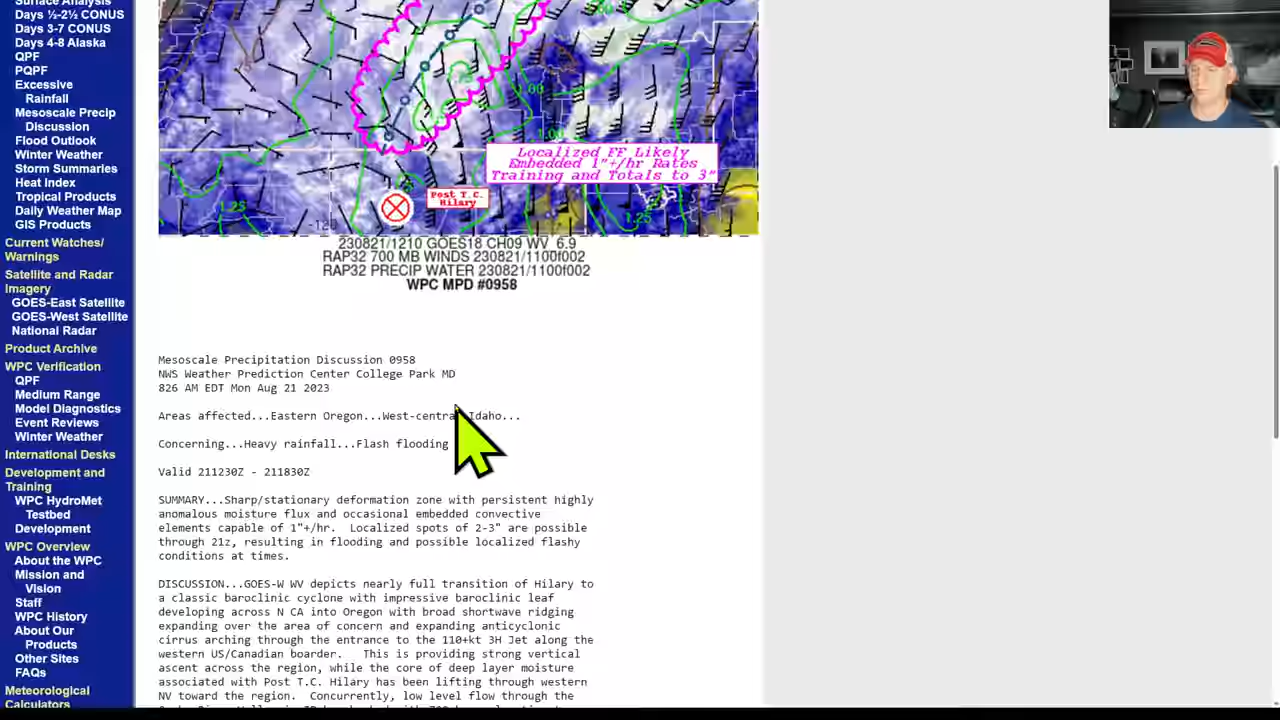 Surface Analysis
Days ½-2½ CONUS
Days 3-7 CONUS
Days 4-8 Alaska
QPF
PQPF
Excessive
Rainfall
Mesoscale Precip
Discussion
Flood Outlook
Winter Weather
Storm Summaries
Heat Index
Tropical Products
Daily Weather Map
GIS Products
Current Watches/
Warnings
Satellite and Radar
Imagery
GOES-East Satellite
GOES-West Satellite
National Radar
Product Archive
WPC Verification
QPF
Medium Range
Model Diagnostics
Event Reviews
Winter Weather
International Desks
Development and
Training
WPC HydroMet
Testbed
Development
WPC Overview
About the WPC
Mission and
Vision
Staff
WPC History
About Our
Products
Other Sites
FAQs
Meteorological
Calculators
1.00
1.00
Localized FF Likely
Embedded 1"+/hr Rates
Training and Totals to 3"
Post T.C.
Hilary
1.25
-120
1.25
230821/1210 GOES18 CH09 WV 6.9
RAP32 700 MB WINDS 230821/1100f002
RAP32 PRECIP WATER 230821/1100f002
WPC MPD #0958
Mesoscale Precipitation Discussion 0958
NWS Weather Prediction Center College Park MD
826 AM EDT Mon Aug 21 2023
Areas affected...Eastern Oregon...West-central Idaho...
Concerning...Heavy rainfall...Flash flooding
Valid 211230Z - 211830Z
SUMMARY...Sharp/stationary deformation zone with persistent highly
anomalous moisture flux and occasional embedded convective
elements capable of 1"+/hr. Localized spots of 2-3" are possible
through 21z, resulting in flooding and possible localized flashy
conditions at times.
DISCUSSION...GOES-W WV depicts nearly full transition of Hilary to
a classic baroclinic cyclone with impressive baroclinic leaf
developing across N CA into Oregon with broad shortwave ridging
expanding over the area of concern and expanding anticyclonic
cirrus arching through the entrance to the 110+kt 3H Jet along the
western US/Canadian boarder. This is providing strong vertical
ascent across the region, while the core of deep layer moisture
associated with Post T.C. Hilary has been lifting through western
NV toward the region. Concurrently, low level flow through the